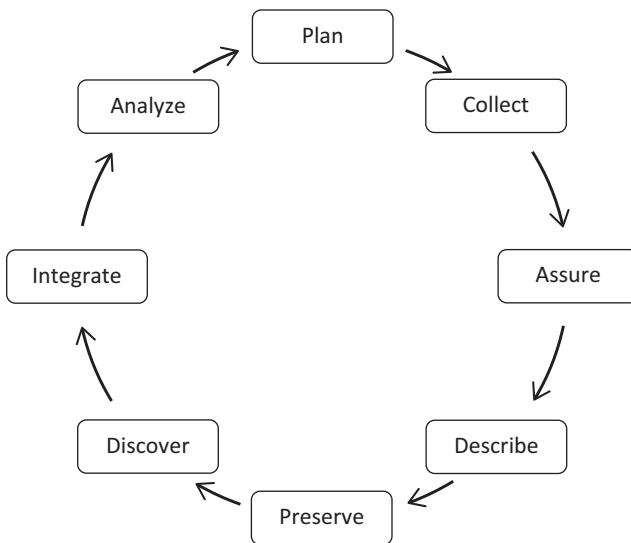 Plan
Collect
Assure
Describe
Preserve
Discover
Integrate
Analyze